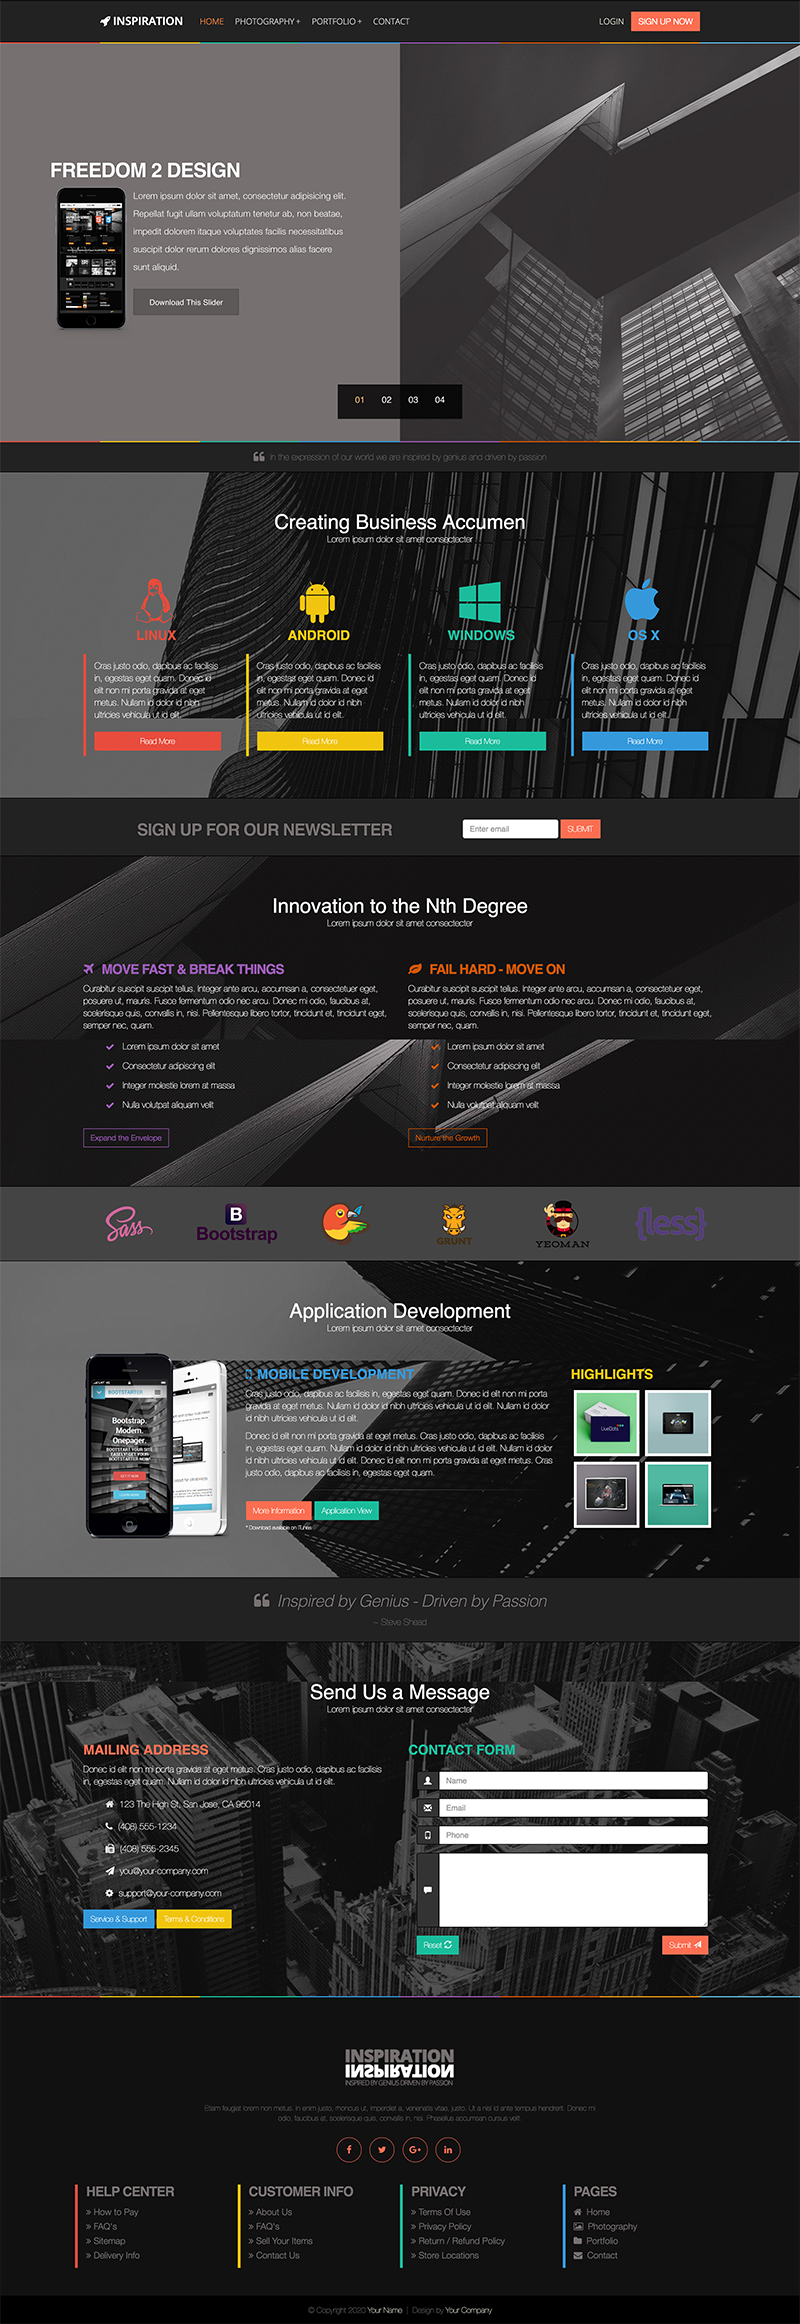 INSPIRATION HOME PHOTOGRAPHY + PORTFOLIO + CONTACT LOGIN SIGN UP NOW
FREEDOM 2 DESIGN
Lorem ipsum dolor sit amet, consectetur adipisicing elit.
Repellat fugit ullam voluptatum tenetur ab, non beatae,
impedit dolorem itaque voluptates facilis necessitatibus
suscipit dolor rerum dolores dignissimos alias facere
sunt aliquid.
Download This Slider
01 02 03 04
In the expression of our world we are inspired by genius and driven by passion
Creating Business Accumen
Lorem ipsum dolor sit amet consectecter
LINUX
Cras justo odio, dapibus ac facilisis
in, egestas eget quam. Donec id
elit non mi porta gravida at eget
metus. Nullam id dolor id nibh
ultricies vehicula ut id elit.
Read More
ANDROID
Cras justo odio, dapibus ac facilisis
in, egestas eget quam. Donec id
elit non mi porta gravida at eget
metus. Nullam id dolor id nibh
ultricies vehicula ut id elit.
Read More
WINDOWS
Cras justo odio, dapibus ac facilisis
in, egestas eget quam. Donec id
elit non mi porta gravida at eget
metus. Nullam id dolor id nibh
ultricies vehicula ut id elit.
Read More
OS X
Cras justo odio, dapibus ac facilisis
in, egestas eget quam. Donec id
elit non mi porta gravida at eget
metus. Nullam id dolor id nibh
ultricies vehicula ut id elit.
Read More
SIGN UP FOR OUR NEWSLETTER Enter email SUBMIT
Innovation to the Nth Degree
Lorem ipsum dolor sit amet consectecter
MOVE FAST & BREAK THINGS
Curabitur suscipit suscipit tellus. Integer ante arcu, accumsan a, consectetuer eget,
posuere ut, mauris. Fusce fermentum odio nec arcu. Donec mi odio, faucibus at,
scelerisque quis, convallis in, nisi. Pellentesque libero tortor, tincidunt et, tincidunt eget,
semper nec, quam.
Lorem ipsum dolor sit amet
Consectetur adipiscing elit
Integer molestie lorem at massa
Nulla volutpat aliquam velit
Expand the Envelope
FAIL HARD - MOVE ON
Curabitur suscipit suscipit tellus. Integer ante arcu, accumsan a, consectetuer eget,
posuere ut, mauris. Fusce fermentum odio nec arcu. Donec mi odio, faucibus at,
scelerisque quis, convallis in, nisi. Pellentesque libero tortor, tincidunt et, tincidunt eget,
semper nec, quam.
Lorem ipsum dolor sit amet
Consectetur adipiscing elit
Integer molestie lorem at massa
Nulla volutpat aliquam velit
Nurture the Growth
Sass B Bootstrap GRUNT YEOMAN {less}
Application Development
Lorem ipsum dolor sit amet consectecter
BOOTSTARTER
Bootstrap.
Modern.
Onepager.
BOOTSTART YOUR SITE
EASELY! GET YOUR
BOOTSTARTER NOW!
GET IT NOW
MOBILE DEVELOPMENT
Cras justo odio, dapibus ac facilisis in, egestas eget quam. Donec id elit non mi porta
gravida at eget metus. Nullam id dolor id nibh ultricies vehicula ut id elit. Nullam id dolor
id nibh ultricies vehicula ut id elit.
Donec id elit non mi porta gravida at eget metus. Cras justo odio, dapibus ac facilisis
in, egestas eget quam. Nullam id dolor id nibh ultricies vehicula ut id elit. Nullam id dolor
id nibh ultricies vehicula ut id elit. Donec id elit non mi porta gravida at eget metus. Cras
justo odio, dapibus ac facilisis in, egestas eget quam.
More Information Application View
* Download available on iTunes
HIGHLIGHTS
LiveDots
Inspired by Genius - Driven by Passion
~ Steve Shead
Send Us a Message
Lorem ipsum dolor sit amet consectecter
MAILING ADDRESS
Donec id elit non mi porta gravida at eget metus. Cras justo odio, dapibus ac facilisis
in, egestas eget quam. Nullam id dolor id nibh ultricies vehicula ut id elit.
123 The High St, San Jose, CA 95014
(408) 555-1234
(408) 555-2345
you@your-company.com
support@your-company.com
Service & Support Terms & Conditions
CONTACT FORM
Name
Email
Phone
Reset Submit
INSPIRATION
INSPIRATION
INSPIRED BY GENIUS DRIVEN BY PASSION
Etiam feugiat lorem non metus. In enim justo, rhoncus ut, imperdiet a, venenatis vitae, justo. Ut a nisl id ante tempus hendrerit. Donec mi
odio, faucibus at, scelerisque quis, convallis in, nisi. Phasellus accumsan cursus velit.
HELP CENTER
» How to Pay
» FAQ's
» Sitemap
» Delivery Info
CUSTOMER INFO
» About Us
» FAQ's
» Sell Your Items
» Contact Us
PRIVACY
» Terms Of Use
» Privacy Policy
» Return / Refund Policy
» Store Locations
PAGES
Home
Photography
Portfolio
Contact
© Copyright 2020 Your Name | Design by Your Company